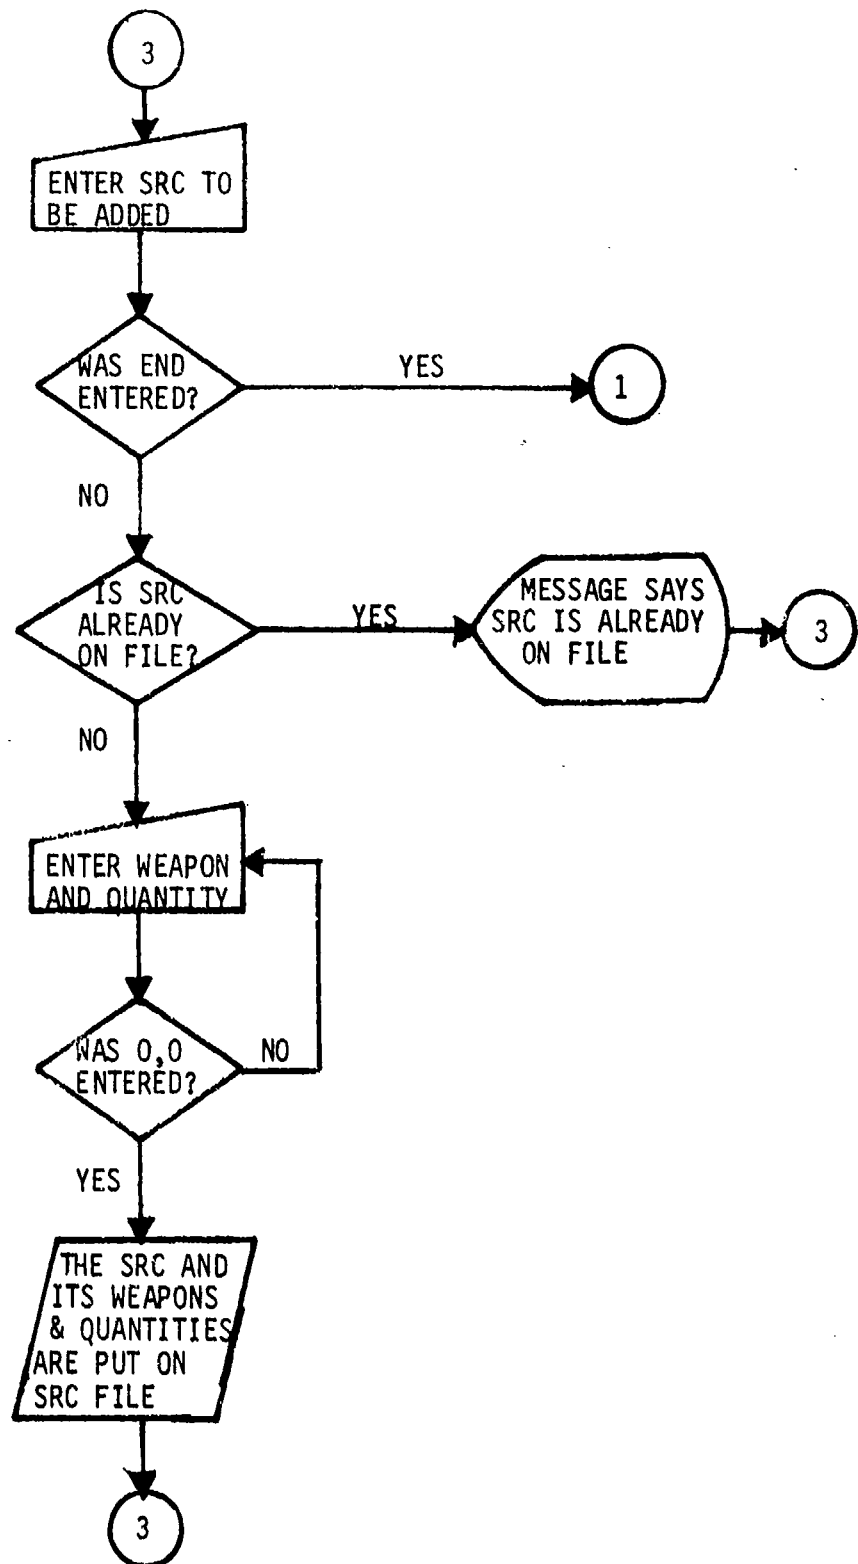 3
ENTER SRC TO
BE ADDED
WAS END
ENTERED?
YES
1
NO
IS SRC
ALREADY
ON FILE?
YES
MESSAGE SAYS
SRC IS ALREADY
ON FILE
3
NO
ENTER WEAPON
AND QUANTITY
WAS 0,0
ENTERED?
NO
YES
THE SRC AND
ITS WEAPONS
& QUANTITIES
ARE PUT ON
SRC FILE
3